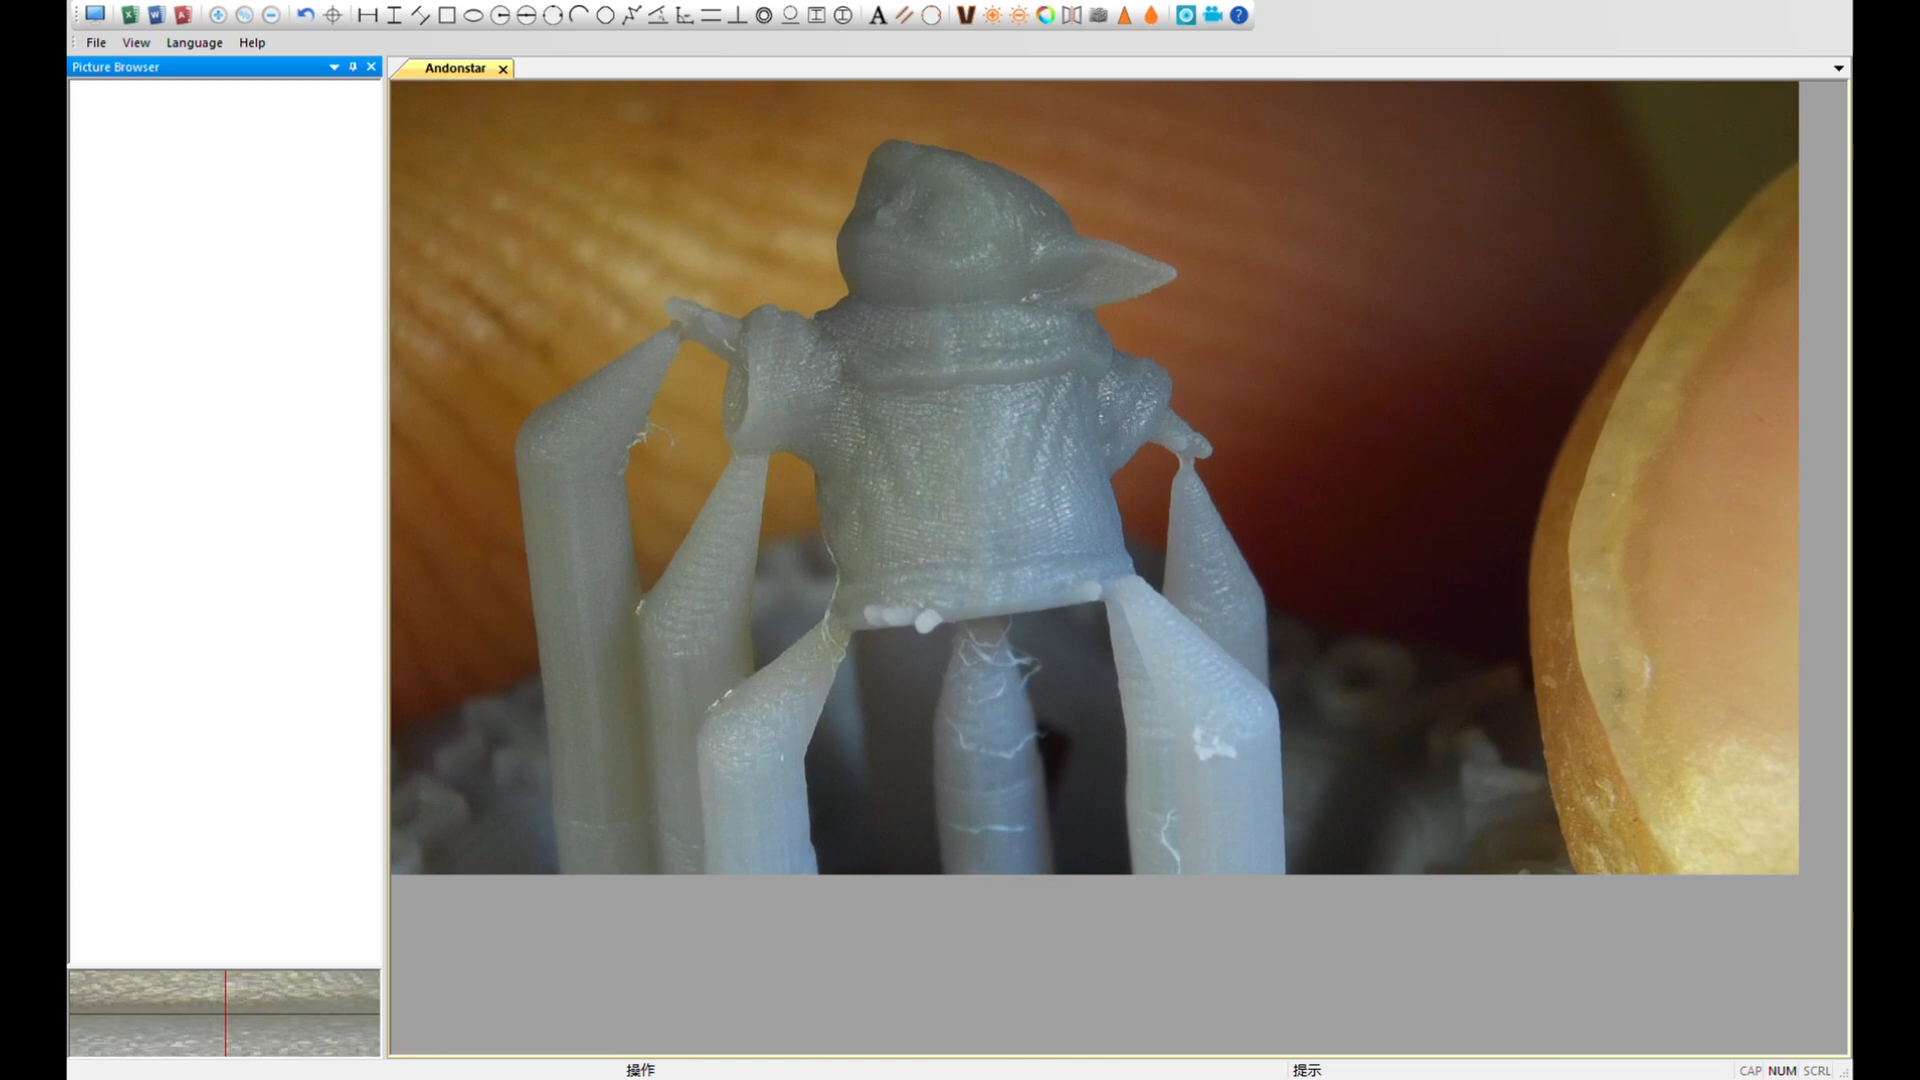 A
File View Language Help
Picture Browser
Andonstar
操作 提示 CAP NUM SCRL